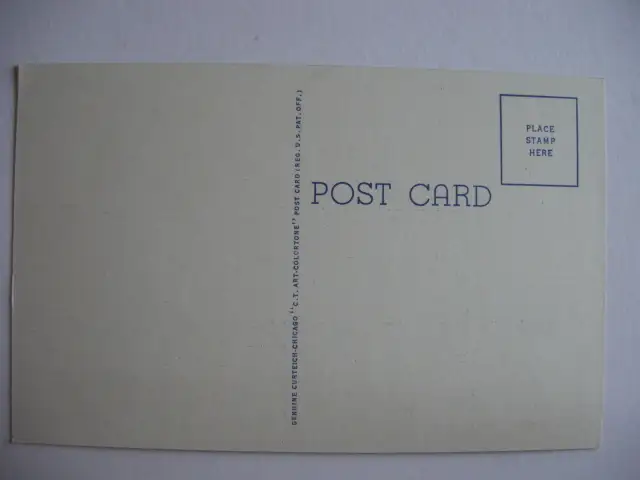 GENUINE CURTEICH-CHICAGO "C.T. ART-COLORTONE" POST CARD (REG. U.S. PAT. OFF.)
POST CARD
PLACE
STAMP
HERE